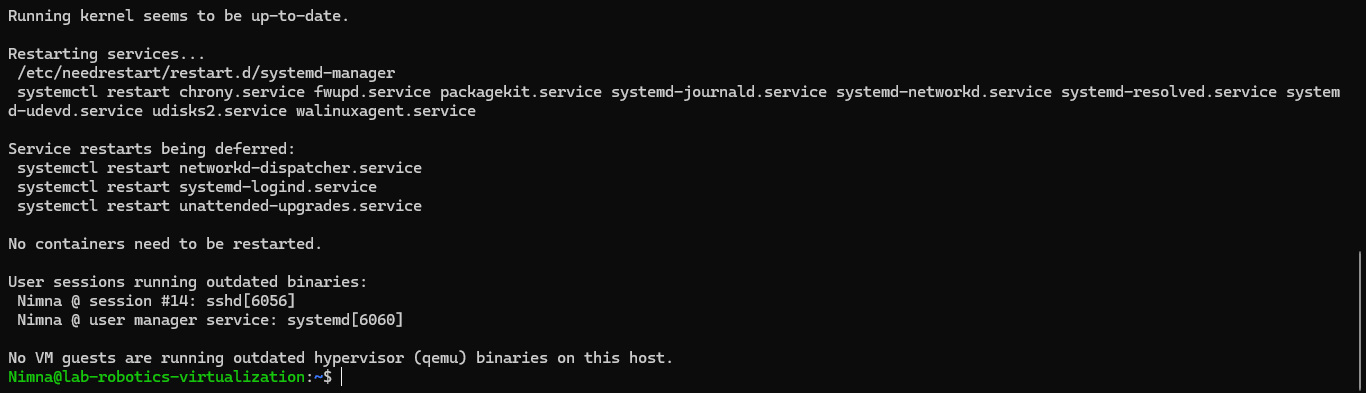 Running kernel seems to be up-to-date.
Restarting services...
/etc/needrestart/restart.d/systemd-manager
systemctl restart chrony.service fwupd.service packagekit.service systemd-journald.service systemd-networkd.service systemd-resolved.service system
d-udevd.service udisks2.service walinuxagent.service
Service restarts being deferred:
systemctl restart networkd-dispatcher.service
systemctl restart systemd-logind.service
systemctl restart unattended-upgrades.service
No containers need to be restarted.
User sessions running outdated binaries:
Nimna @ session #14: sshd[6056]
Nimna @ user manager service: systemd[6060]
No VM guests are running outdated hypervisor (qemu) binaries on this host.
Nimna@lab-robotics-virtualization:~$